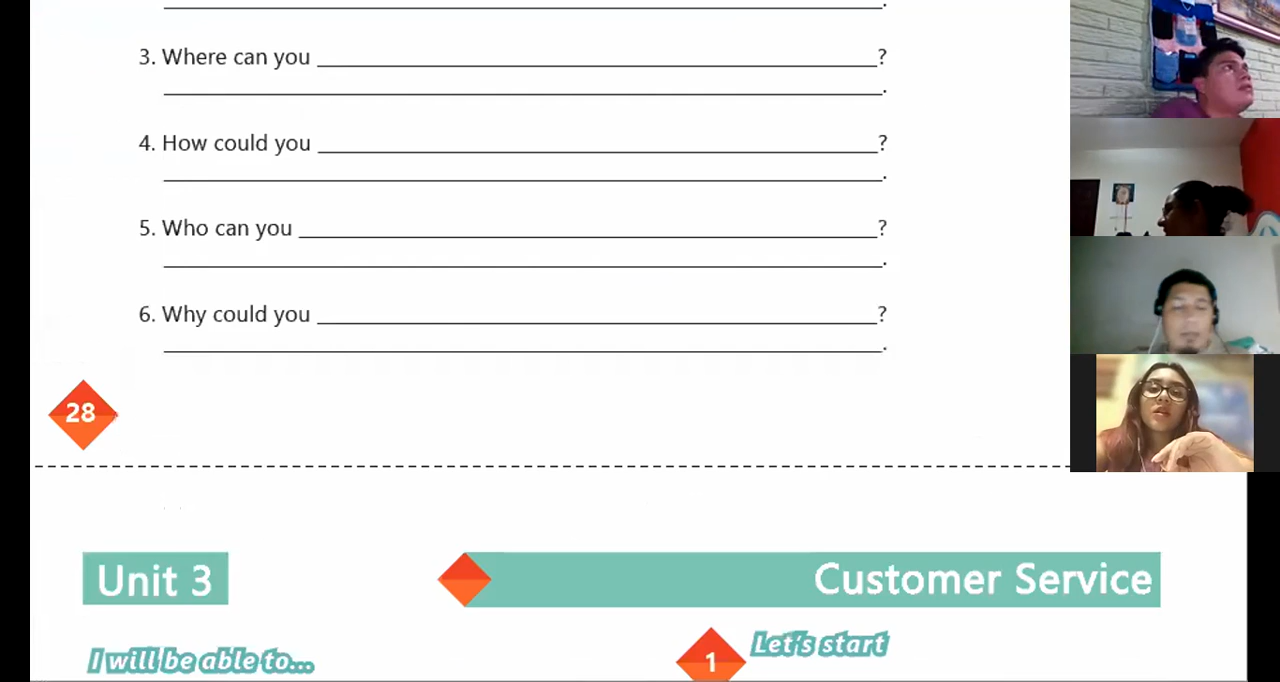 3. Where can you ?
.
4. How could you ?
.
5. Who can you ?
.
6. Why could you ?
.
28
Unit 3
Customer Service
I will be able to...
1
Let's start